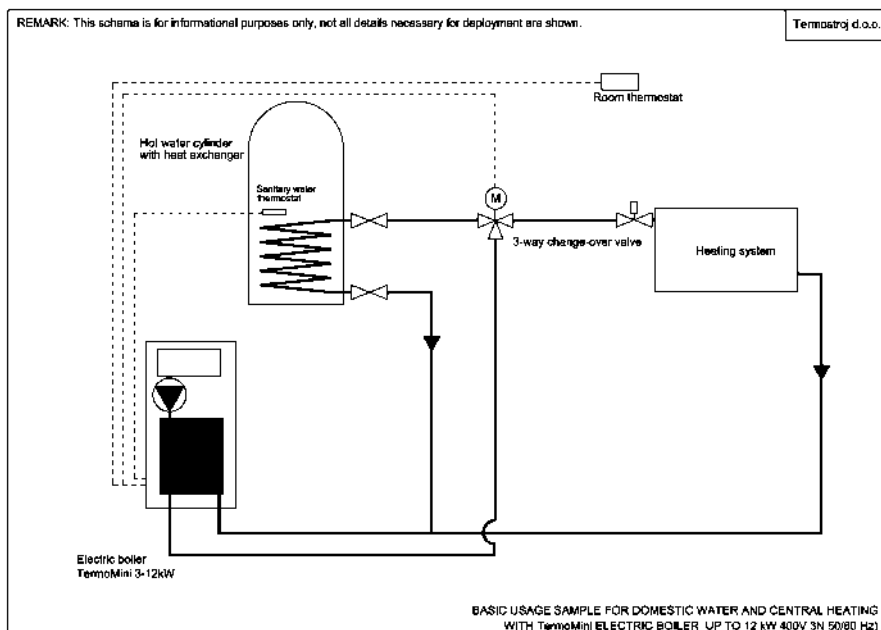 REMARK: This schema is for informational purposes only, not all details necessary for deployment are shown.
Termostroj d.o.o.
Room thermostat
Hot water cylinder
with heat exchanger
Sanitary water
thermostat
M
3-way change-over valve
Heating system
Electric boiler
TermoMini 3-12kW
BASIC USAGE SAMPLE FOR DOMESTIC WATER AND CENTRAL HEATING
WITH TermoMini ELECTRIC BOILER UP TO 12 kW 400V 3N 50/60 Hz)